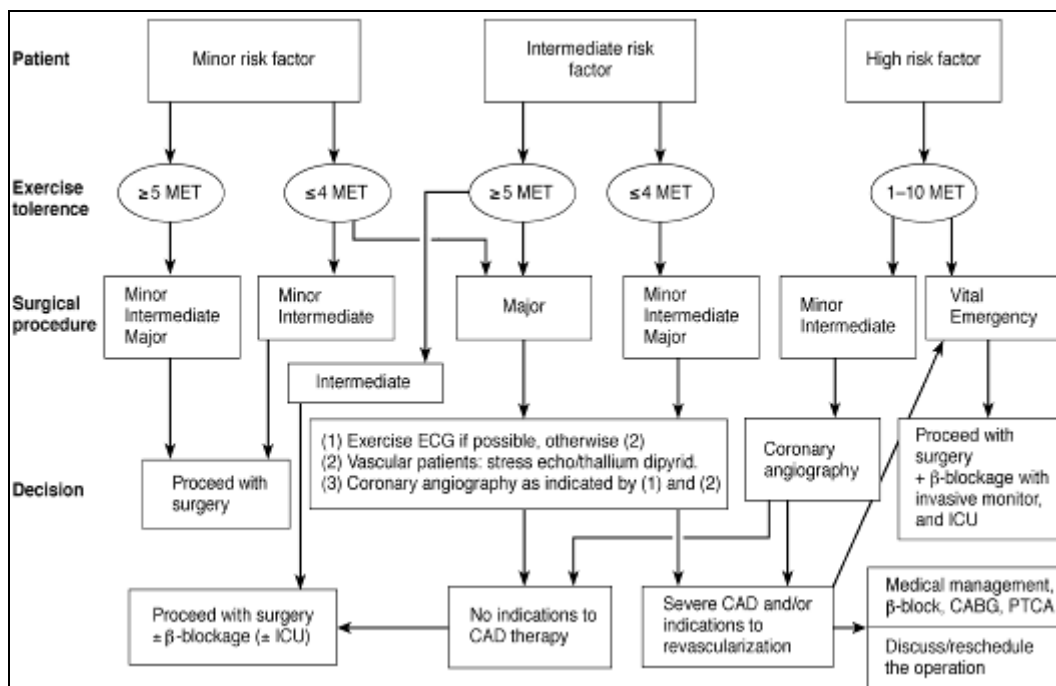 Patient
Minor risk factor
Intermediate risk
factor
High risk factor
Exercise
tolerence
≥5 MET
≤4 MET
≥5 MET
≤4 MET
1–10 MET
Surgical
procedure
Minor
Intermediate
Major
Minor
Intermediate
Major
Minor
Intermediate
Major
Minor
Intermediate
Vital
Emergency
Intermediate
Decision
Proceed with
surgery
(1) Exercise ECG if possible, otherwise (2)
(2) Vascular patients: stress echo/thallium dipyrid.
(3) Coronary angiography as indicated by (1) and (2)
Coronary
angiography
Proceed with
surgery
+ β-blockage with
invasive monitor,
and ICU
Proceed with surgery
± β-blockage (± ICU)
No indications to
CAD therapy
Severe CAD and/or
indications to
revascularization
Medical management,
β-block, CABG, PTCA
Discuss/reschedule
the operation